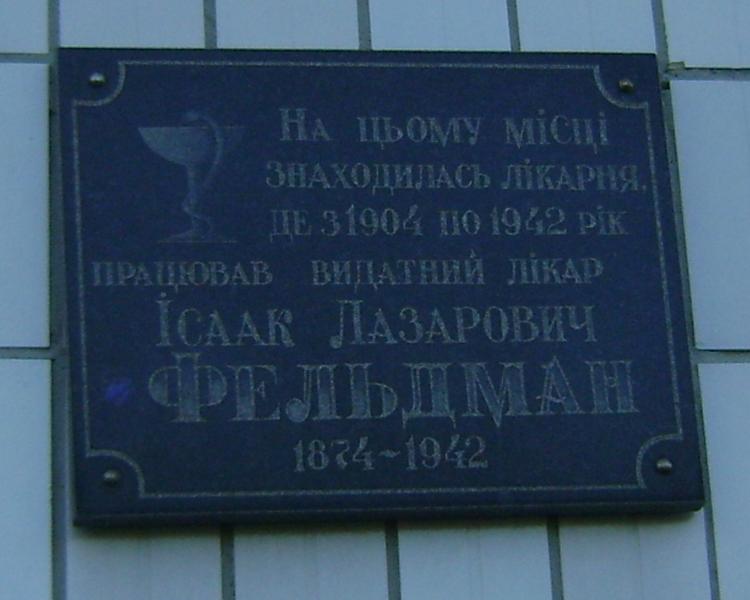 На цьому місці
знаходилась лікарня,
де з 1904 по 1942 рік
працював видатний лікар
Ісаак Лазарович
Фельдман
1874~1942